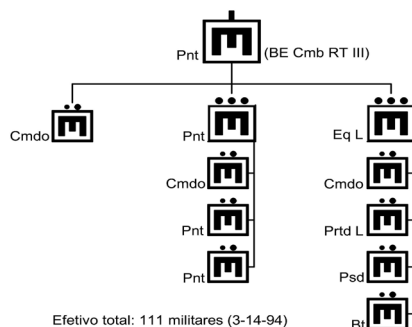 Pnt (BE Cmb RT III)
Cmdo Pnt Eq L
Cmdo Cmdo
Pnt Prtd L
Pnt Psd
Efetivo total: 111 militares (3-14-94) Bt